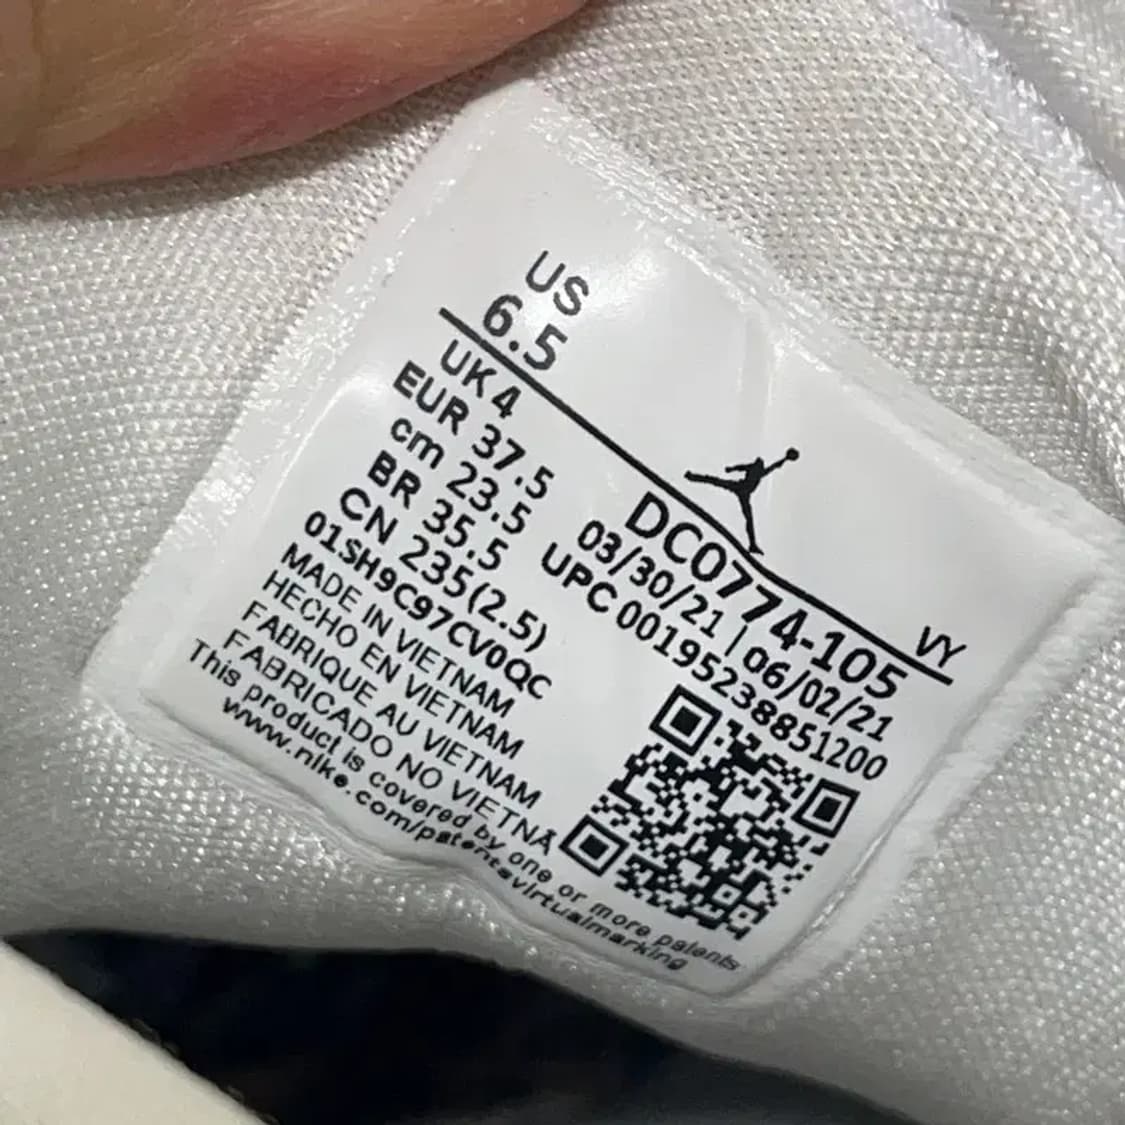 US
6.5
VY
UK 4
EUR 37.5
cm 23.5
BR 35.5
CN 235(2.5)
01SH9C97CV0QC
DC0774-105
03/30/21 | 06/02/21
UPC 00195238851200
MADE IN VIETNAM
HECHO EN VIETNAM
FABRIQUE AU VIETNAM
FABRICADO NO VIETNÃ
This product is covered by one or more patents
www.nike.com/patentsvirtualmarking